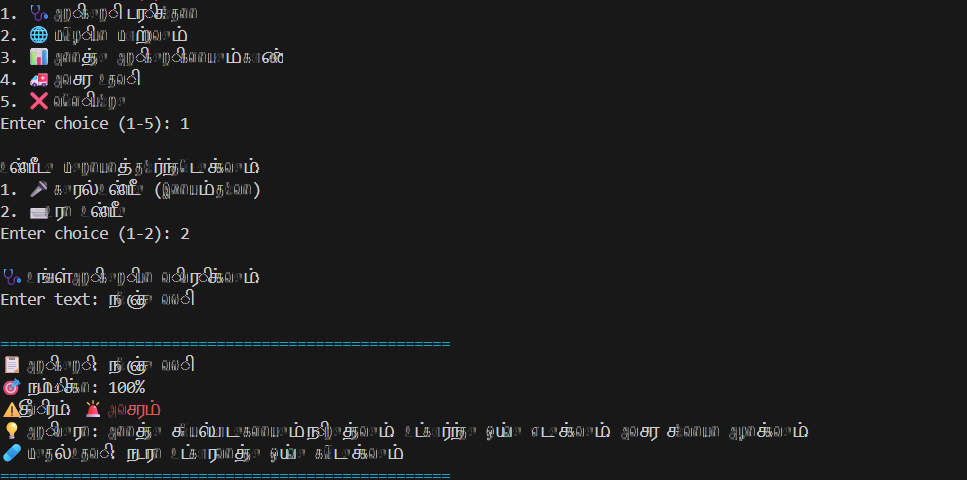 1. 🩺 அறிகுறி பரிசோதனை
2. 🌐 மொழியை மாற்றவும்
3. 📊 அனைத்து அறிகுறிகளையும் காண்
4. 🚑 அவசர உதவி
5. ❌ வெளியேறு
Enter choice (1-5): 1
உள்ளீட்டு முறையைத் தேர்ந்தெடுக்கவும்:
1. 🎤 குரல் உள்ளீடு (இணையம் தேவை)
2. ⌨️ உரை உள்ளீடு
Enter choice (1-2): 2
🩺 உங்கள் அறிகுறியை விவரிக்கவும்:
Enter text: நெஞ்சு வலி
==================================================
📋 அறிகுறி: நெஞ்சு வலி
🎯 நம்பிக்கை: 100%
⚠️ தீவிரம்: 🚨 அவசரம்
💡 அறிவுரை: அனைத்து செயல்பாடுகளையும் நிறுத்தவும். உட்கார்ந்து ஓய்வு எடுக்கவும். அவசர சேவையை அழைக்கவும்.
🩹 முதல் உதவி: நபரை உட்காரவைத்து ஓய்வு கொடுக்கவும்
==================================================